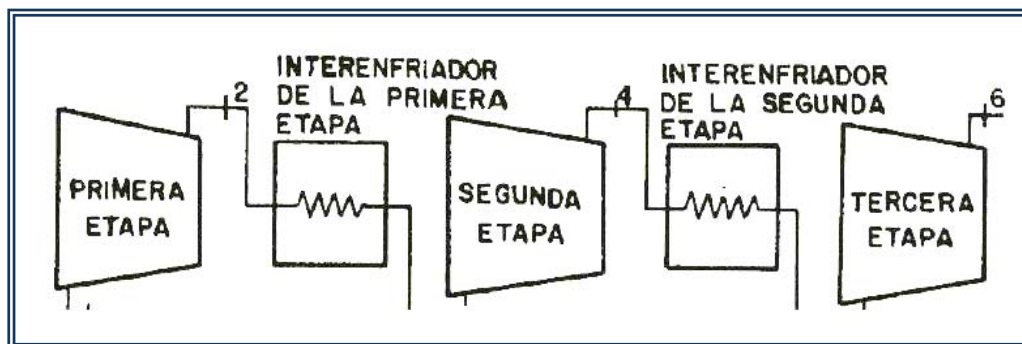 PRIMERA
ETAPA
2
INTERENFRIADOR
DE LA PRIMERA
ETAPA
SEGUNDA
ETAPA
4
INTERENFRIADOR
DE LA SEGUNDA
ETAPA
TERCERA
ETAPA
6